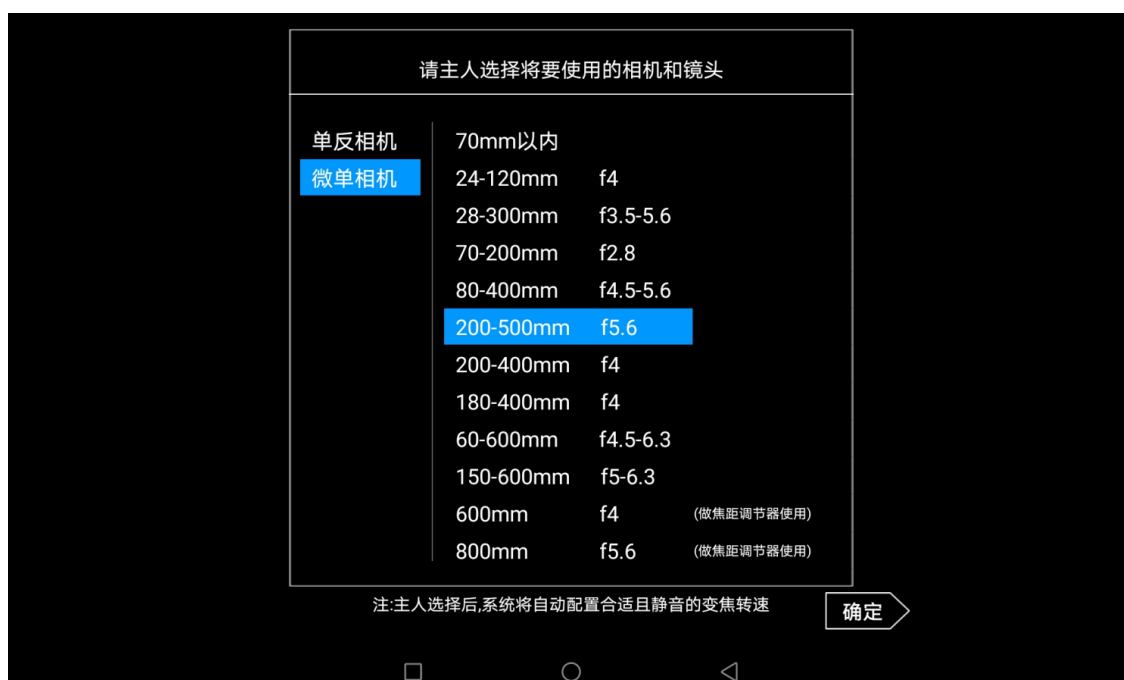 请主人选择将要使用的相机和镜头
单反相机 70mm以内
微单相机 24-120mm f4
28-300mm f3.5-5.6
70-200mm f2.8
80-400mm f4.5-5.6
200-500mm f5.6
200-400mm f4
180-400mm f4
60-600mm f4.5-6.3
150-600mm f5-6.3
600mm f4 (做焦距调节器使用)
800mm f5.6 (做焦距调节器使用)
注:主人选择后,系统将自动配置合适且静音的变焦转速
确定